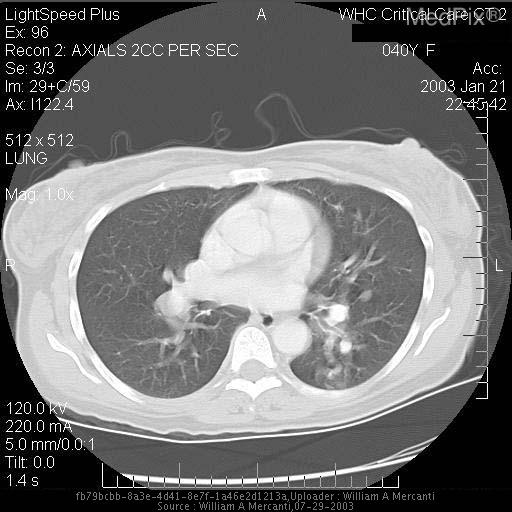 LightSpeed Plus
A
WHC Critical Care CT2
MedPix®
Ex: 96
Recon 2: AXIALS 2CC PER SEC
040Y F
Se: 3/3
Acc:
Im: 29+C/59
2003 Jan 21
Ax: I122.4
22:45:42
512 x 512
LUNG
Mag: 1.0x
R
L
120.0 kV
220.0 mA
5.0 mm/0.0:1
Tilt: 0.0
1.4 s
fb79bcbb-8a3e-4d41-8e7f-1a46e2d1213a,Uploader : William A Mercanti
Source : William A Mercanti,07-29-2003